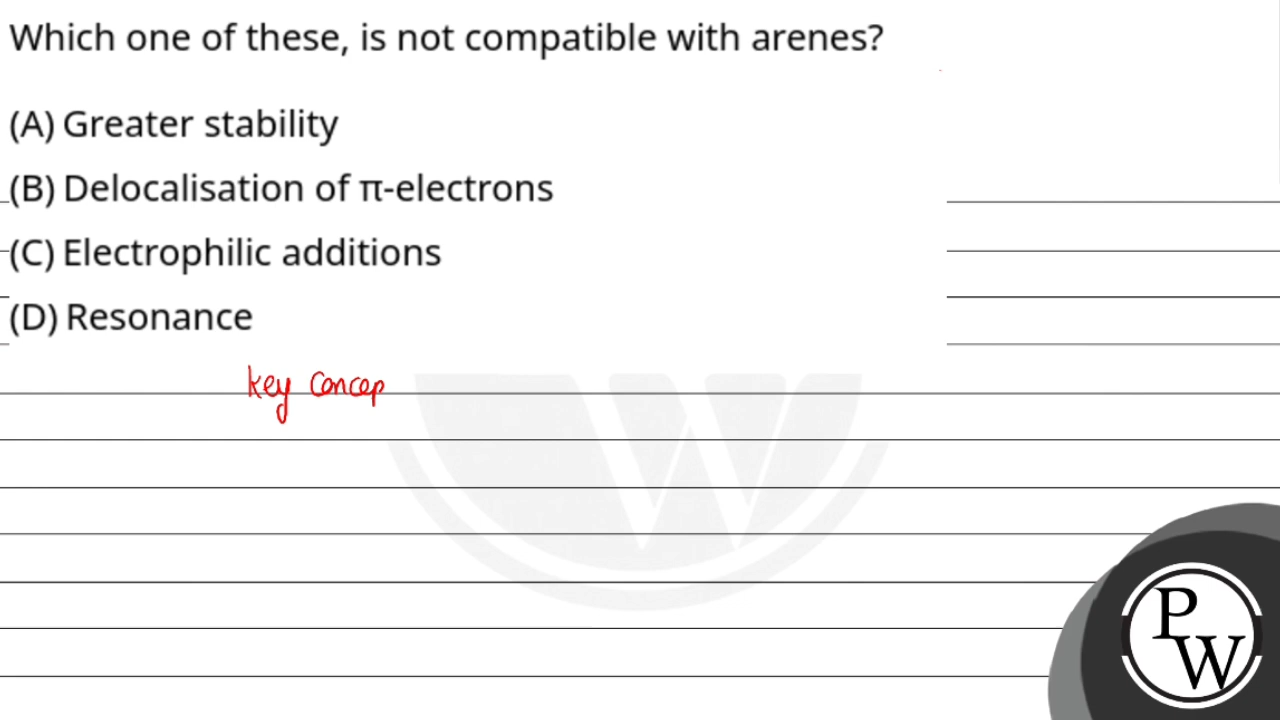 Which one of these, is not compatible with arenes?
(A) Greater stability
(B) Delocalisation of π-electrons
(C) Electrophilic additions
(D) Resonance
key concep
PW